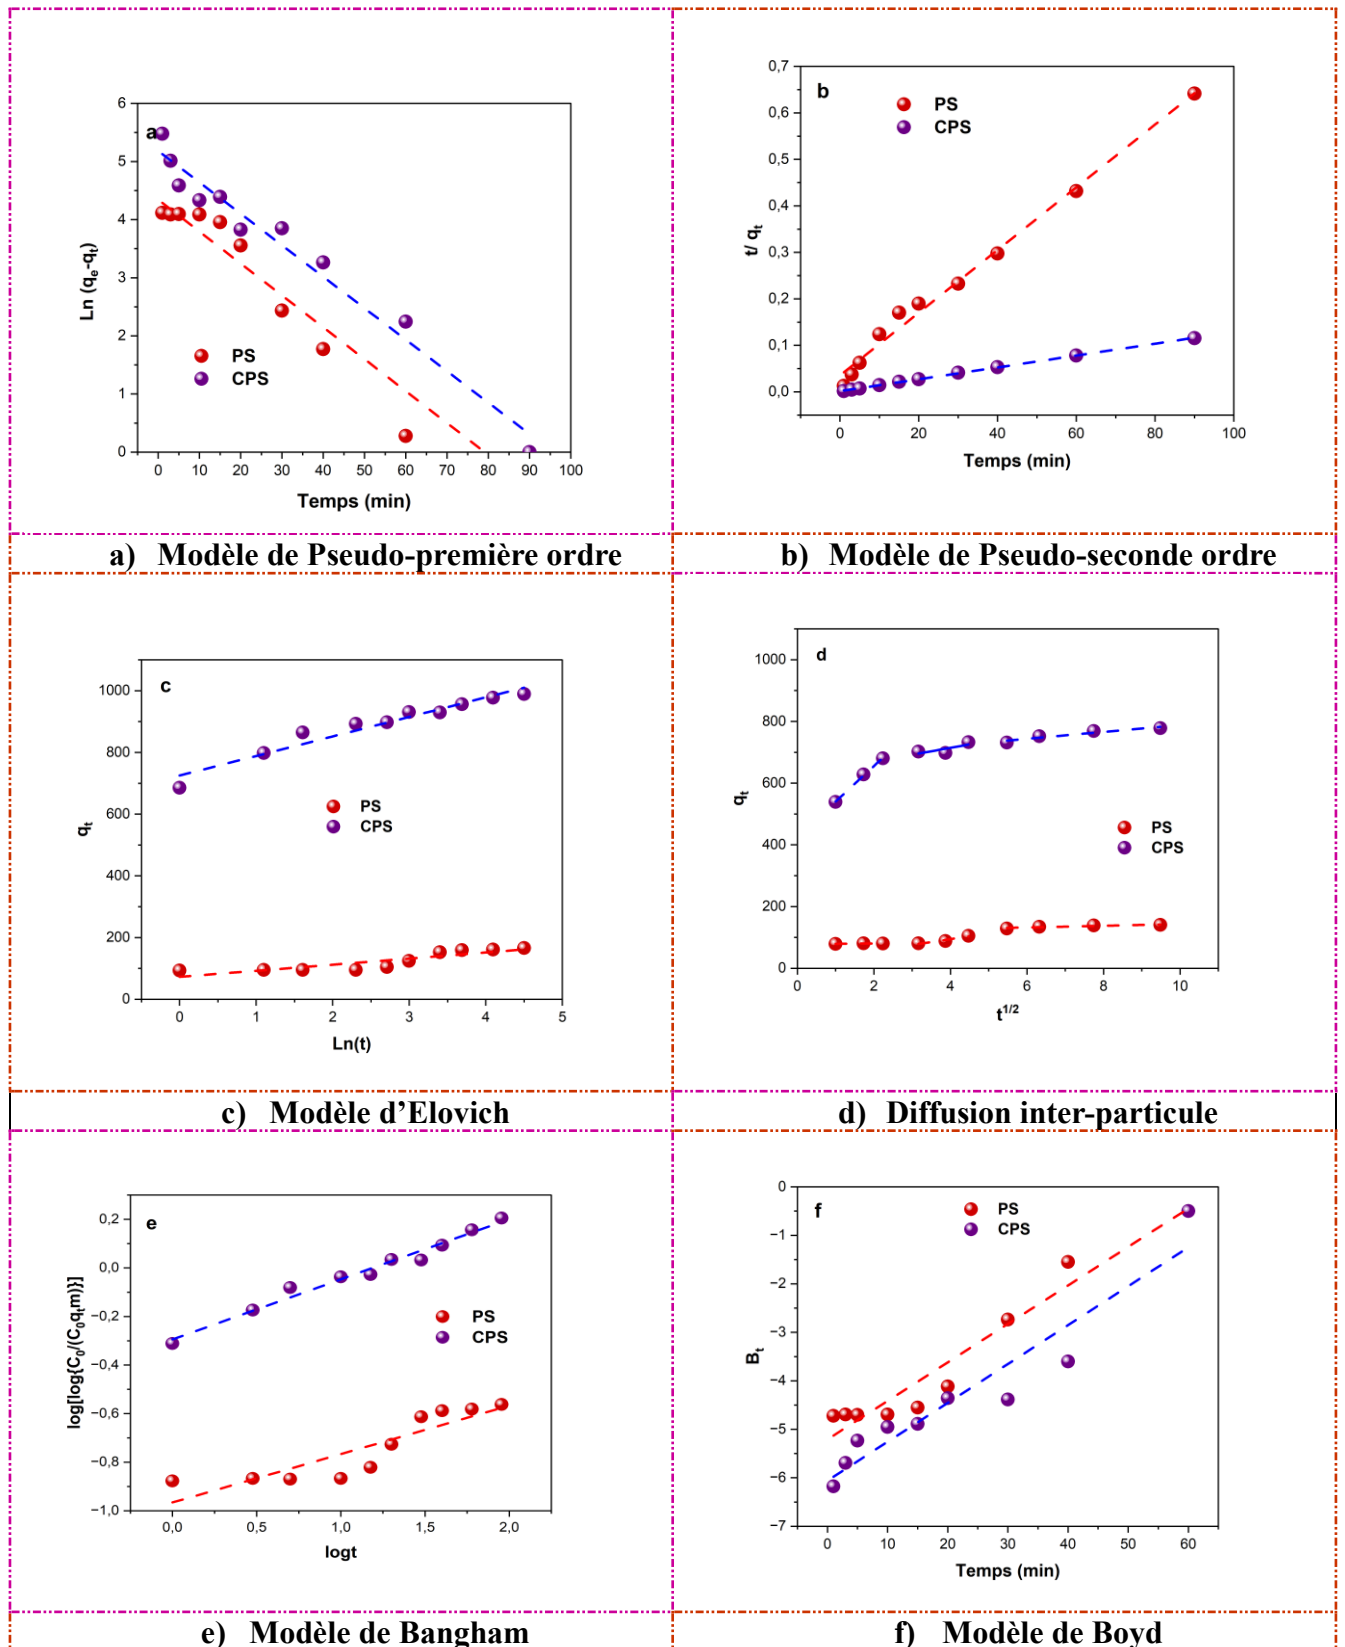 a
6
5
4
3
2
1
0
Ln (qe-qt)
PS
CPS
0 10 20 30 40 50 60 70 80 90 100
Temps (min)
b
PS
CPS
0,7
0,6
0,5
0,4
0,3
0,2
0,1
0,0
t/ qt
0 20 40 60 80 100
Temps (min)
a) Modèle de Pseudo-première ordre
b) Modèle de Pseudo-seconde ordre
c
1000
800
600
400
200
0
qt
PS
CPS
0 1 2 3 4 5
Ln(t)
d
1000
800
600
400
200
0
qt
PS
CPS
0 2 4 6 8 10
t1/2
c) Modèle d’Elovich
d) Diffusion inter-particule
e
0,2
0,0
−0,2
−0,4
−0,6
−0,8
−1,0
log[log{C0/(C0qtm)}]
PS
CPS
0,0 0,5 1,0 1,5 2,0
logt
f
PS
CPS
0
−1
−2
−3
−4
−5
−6
−7
Bt
0 10 20 30 40 50 60
Temps (min)
e) Modèle de Bangham
f) Modèle de Boyd